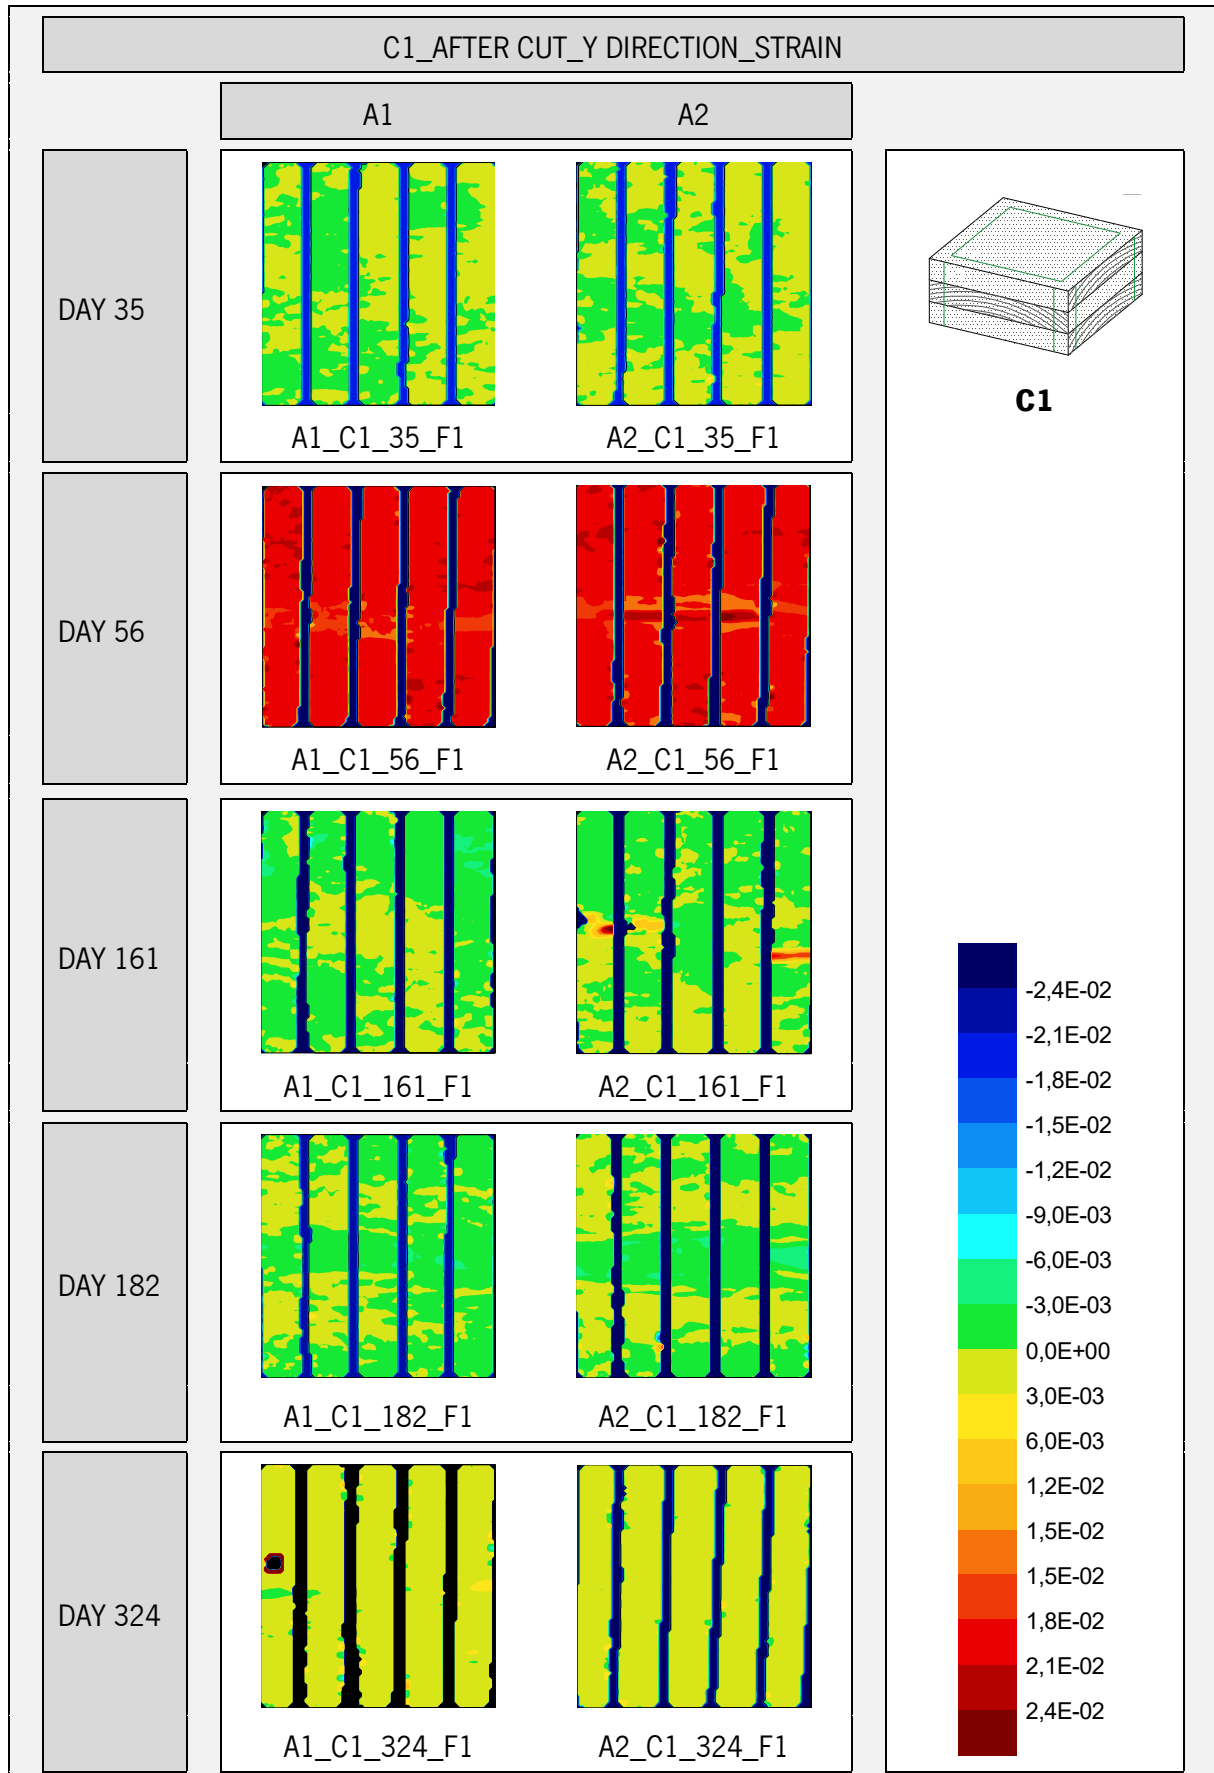 C1_AFTER CUT_Y DIRECTION_STRAIN
A1
A2
DAY 35
A1_C1_35_F1
A2_C1_35_F1
C1
DAY 56
A1_C1_56_F1
A2_C1_56_F1
DAY 161
A1_C1_161_F1
A2_C1_161_F1
DAY 182
A1_C1_182_F1
A2_C1_182_F1
DAY 324
A1_C1_324_F1
A2_C1_324_F1
-2,4E-02
-2,1E-02
-1,8E-02
-1,5E-02
-1,2E-02
-9,0E-03
-6,0E-03
-3,0E-03
0,0E+00
3,0E-03
6,0E-03
1,2E-02
1,5E-02
1,5E-02
1,8E-02
2,1E-02
2,4E-02